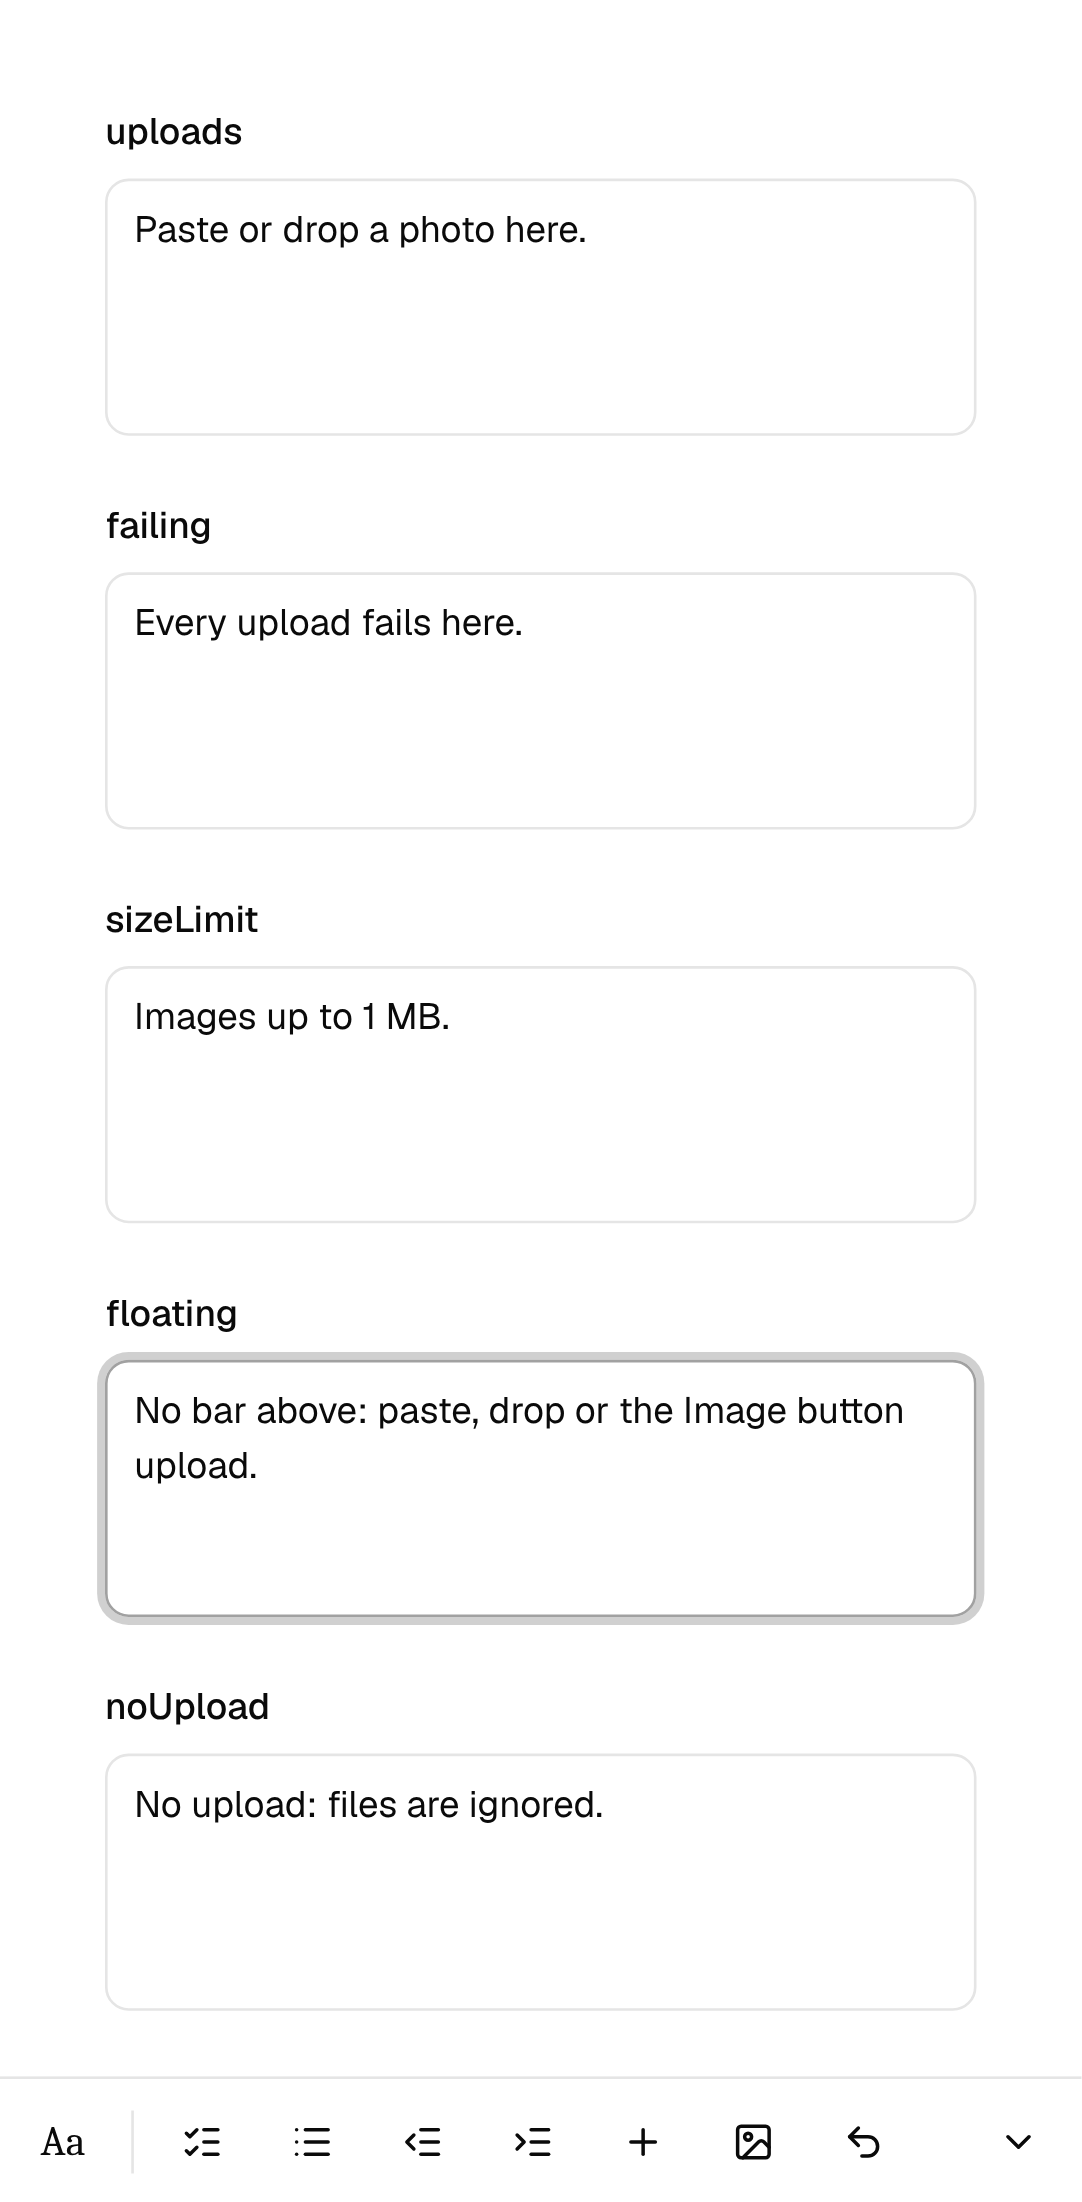 uploads
Paste or drop a photo here.
failing
Every upload fails here.
sizeLimit
Images up to 1 MB.
floating
No bar above: paste, drop or the Image button
upload.
noUpload
No upload: files are ignored.
Aa